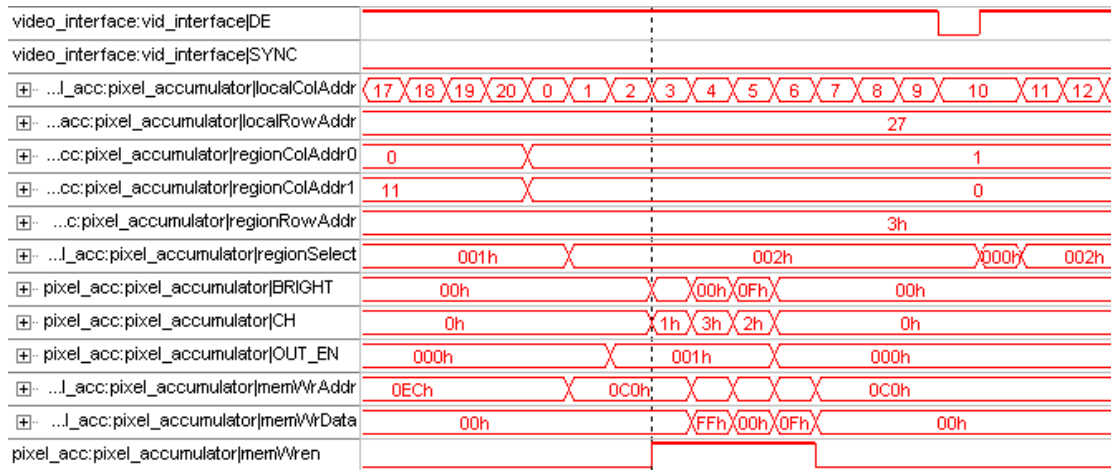 video_interface:vid_interface|DE
video_interface:vid_interface|SYNC
...l_acc:pixel_accumulator|localColAddr 17 18 19 20 0 1 2 3 4 5 6 7 8 9 10 11 12
...acc:pixel_accumulator|localRowAddr 27
...cc:pixel_accumulator|regionColAddr0 0 1
...cc:pixel_accumulator|regionColAddr1 11 0
...c:pixel_accumulator|regionRowAddr 3h
...l_acc:pixel_accumulator|regionSelect 001h 002h 000h 002h
pixel_acc:pixel_accumulator|BRIGHT 00h 00h 0Fh 00h
pixel_acc:pixel_accumulator|CH 0h 1h 3h 2h 0h
pixel_acc:pixel_accumulator|OUT_EN 000h 001h 000h
...l_acc:pixel_accumulator|memWrAddr 0ECh 0C0h 0C0h
...l_acc:pixel_accumulator|memWrData 00h FFh 00h 0Fh 00h
pixel_acc:pixel_accumulator|memWren